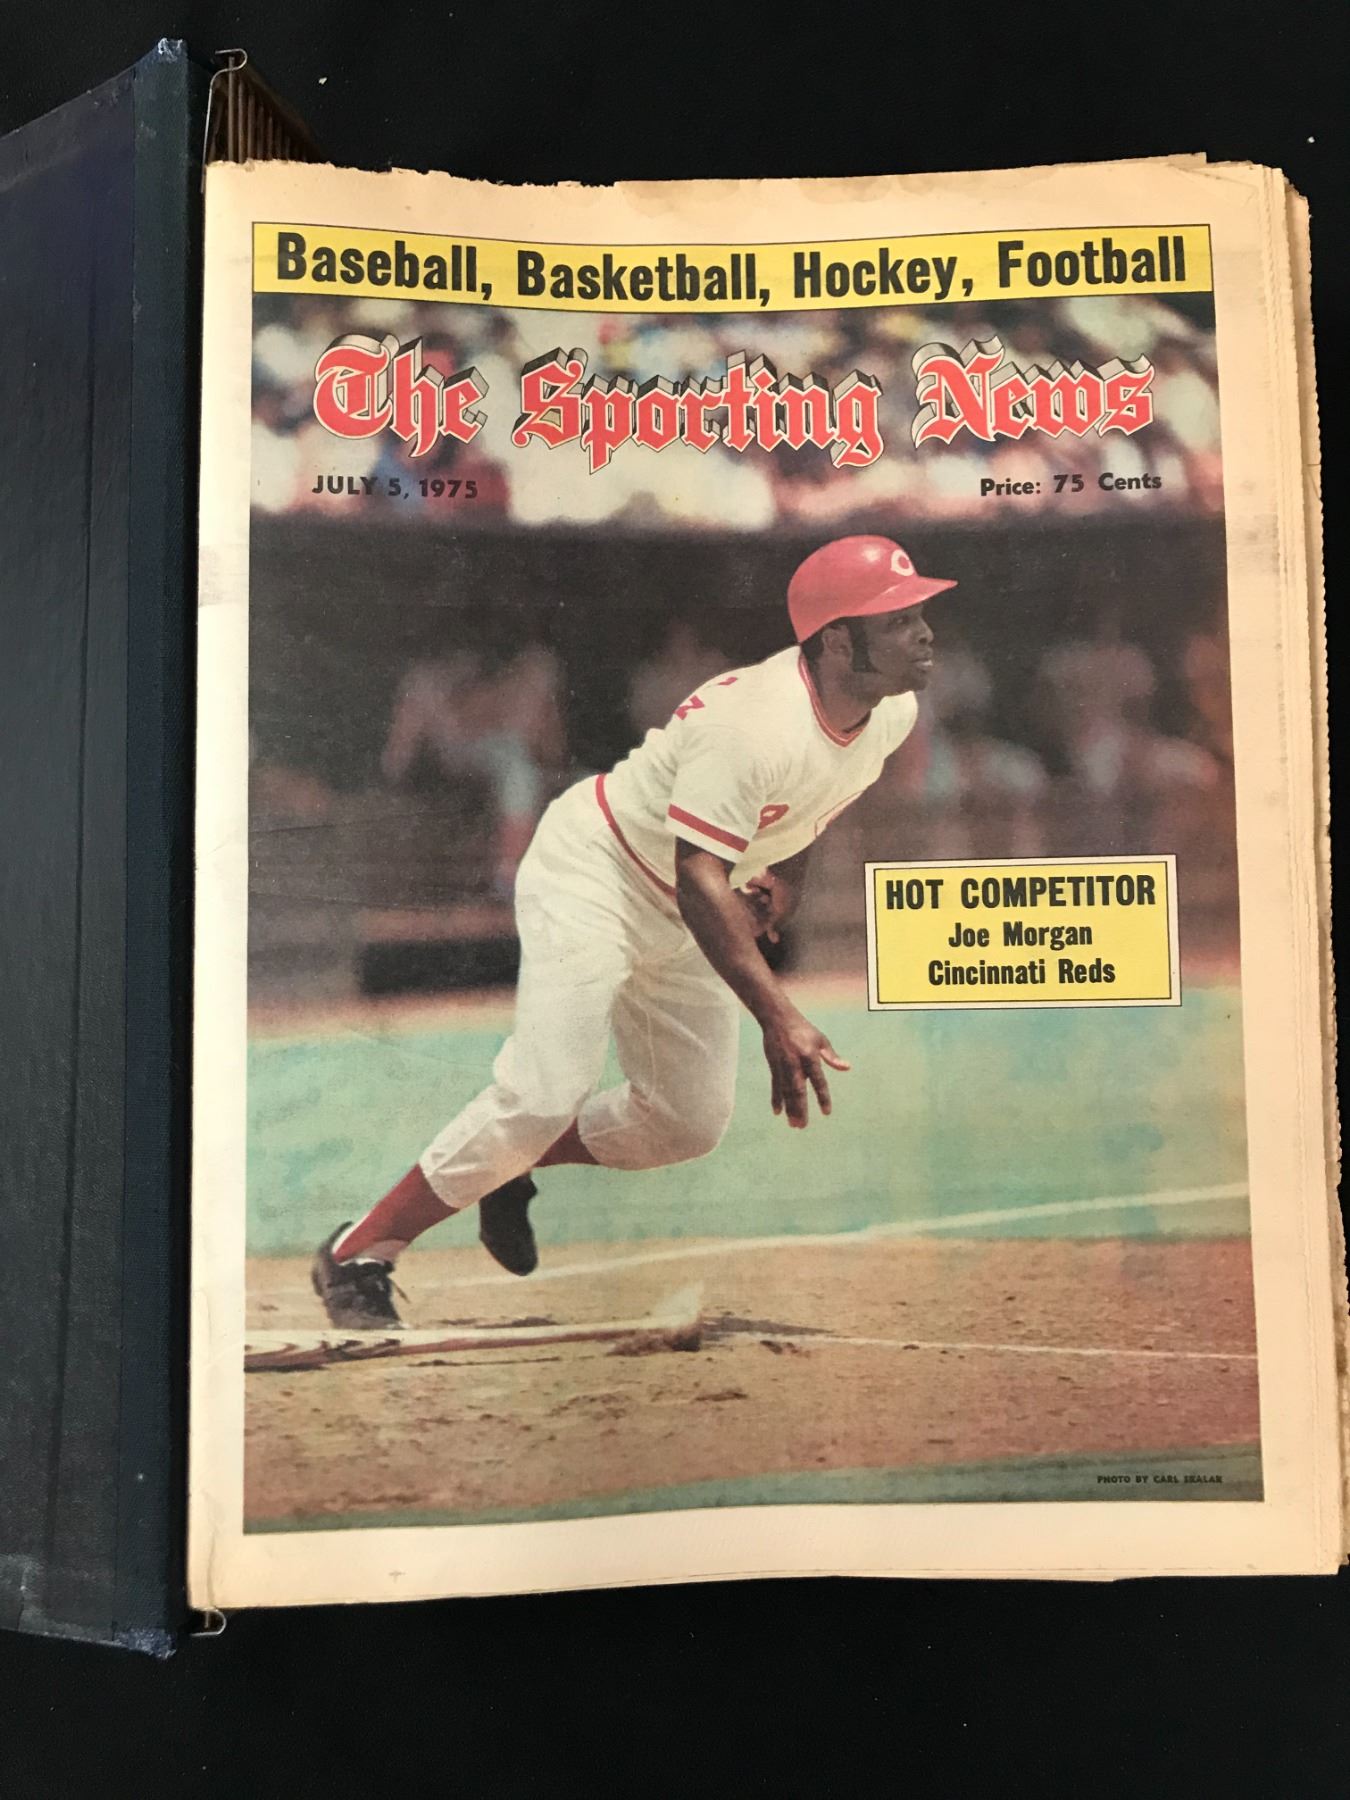 Baseball, Basketball, Hockey, Football
The Sporting News
JULY 5, 1975
Price: 75 Cents
HOT COMPETITOR
Joe Morgan
Cincinnati Reds
PHOTO BY CARL SKALAK